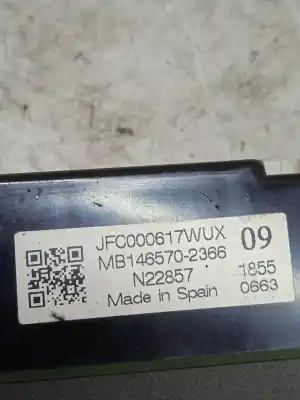 JFC000617WUX 09
MB146570-2366
N22857 1855
Made in Spain 0663